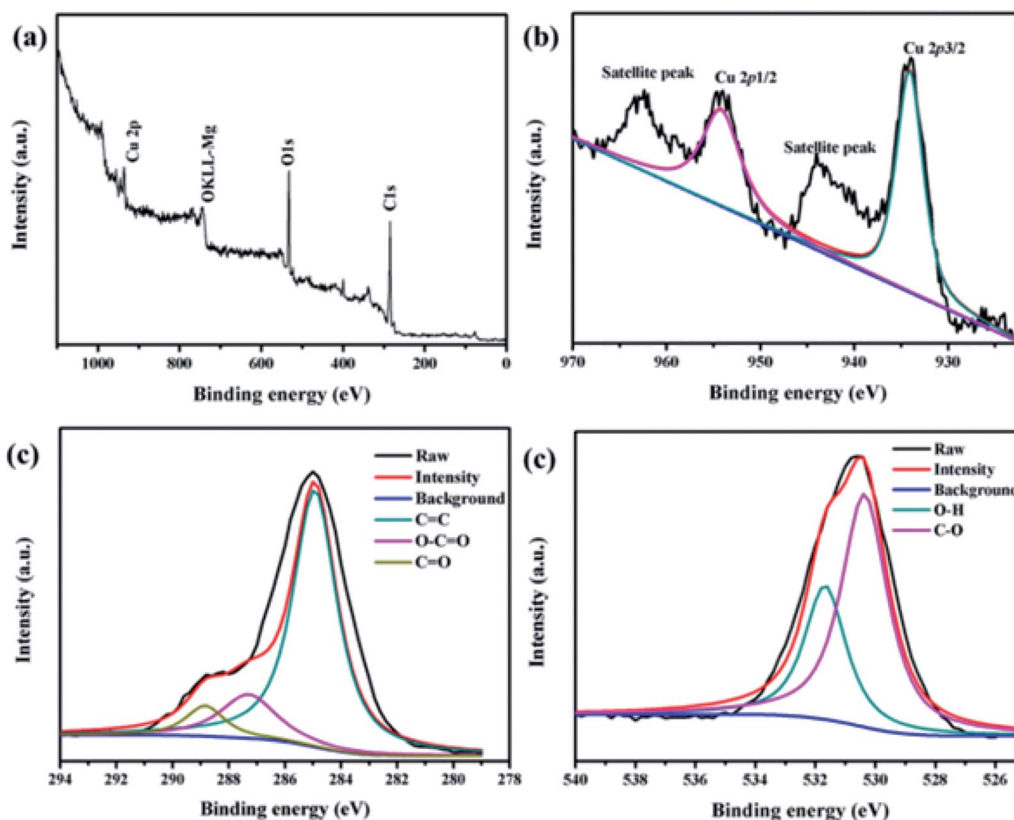 (a)
Intensity (a.u.)
Cu 2p
OKLL-Mg
O1s
C1s
1000 800 600 400 200 0
Binding energy (eV)
(b)
Intensity (a.u.)
Satellite peak
Cu 2p1/2
Satellite peak
Cu 2p3/2
970 960 950 940 930
Binding energy (eV)
(c)
Intensity (a.u.)
Raw
Intensity
Background
C=C
O-C=O
C=O
294 292 290 288 286 284 282 280 278
Binding energy (eV)
(c)
Intensity (a.u.)
Raw
Intensity
Background
O-H
C-O
540 538 536 534 532 530 528 526
Binding energy (eV)